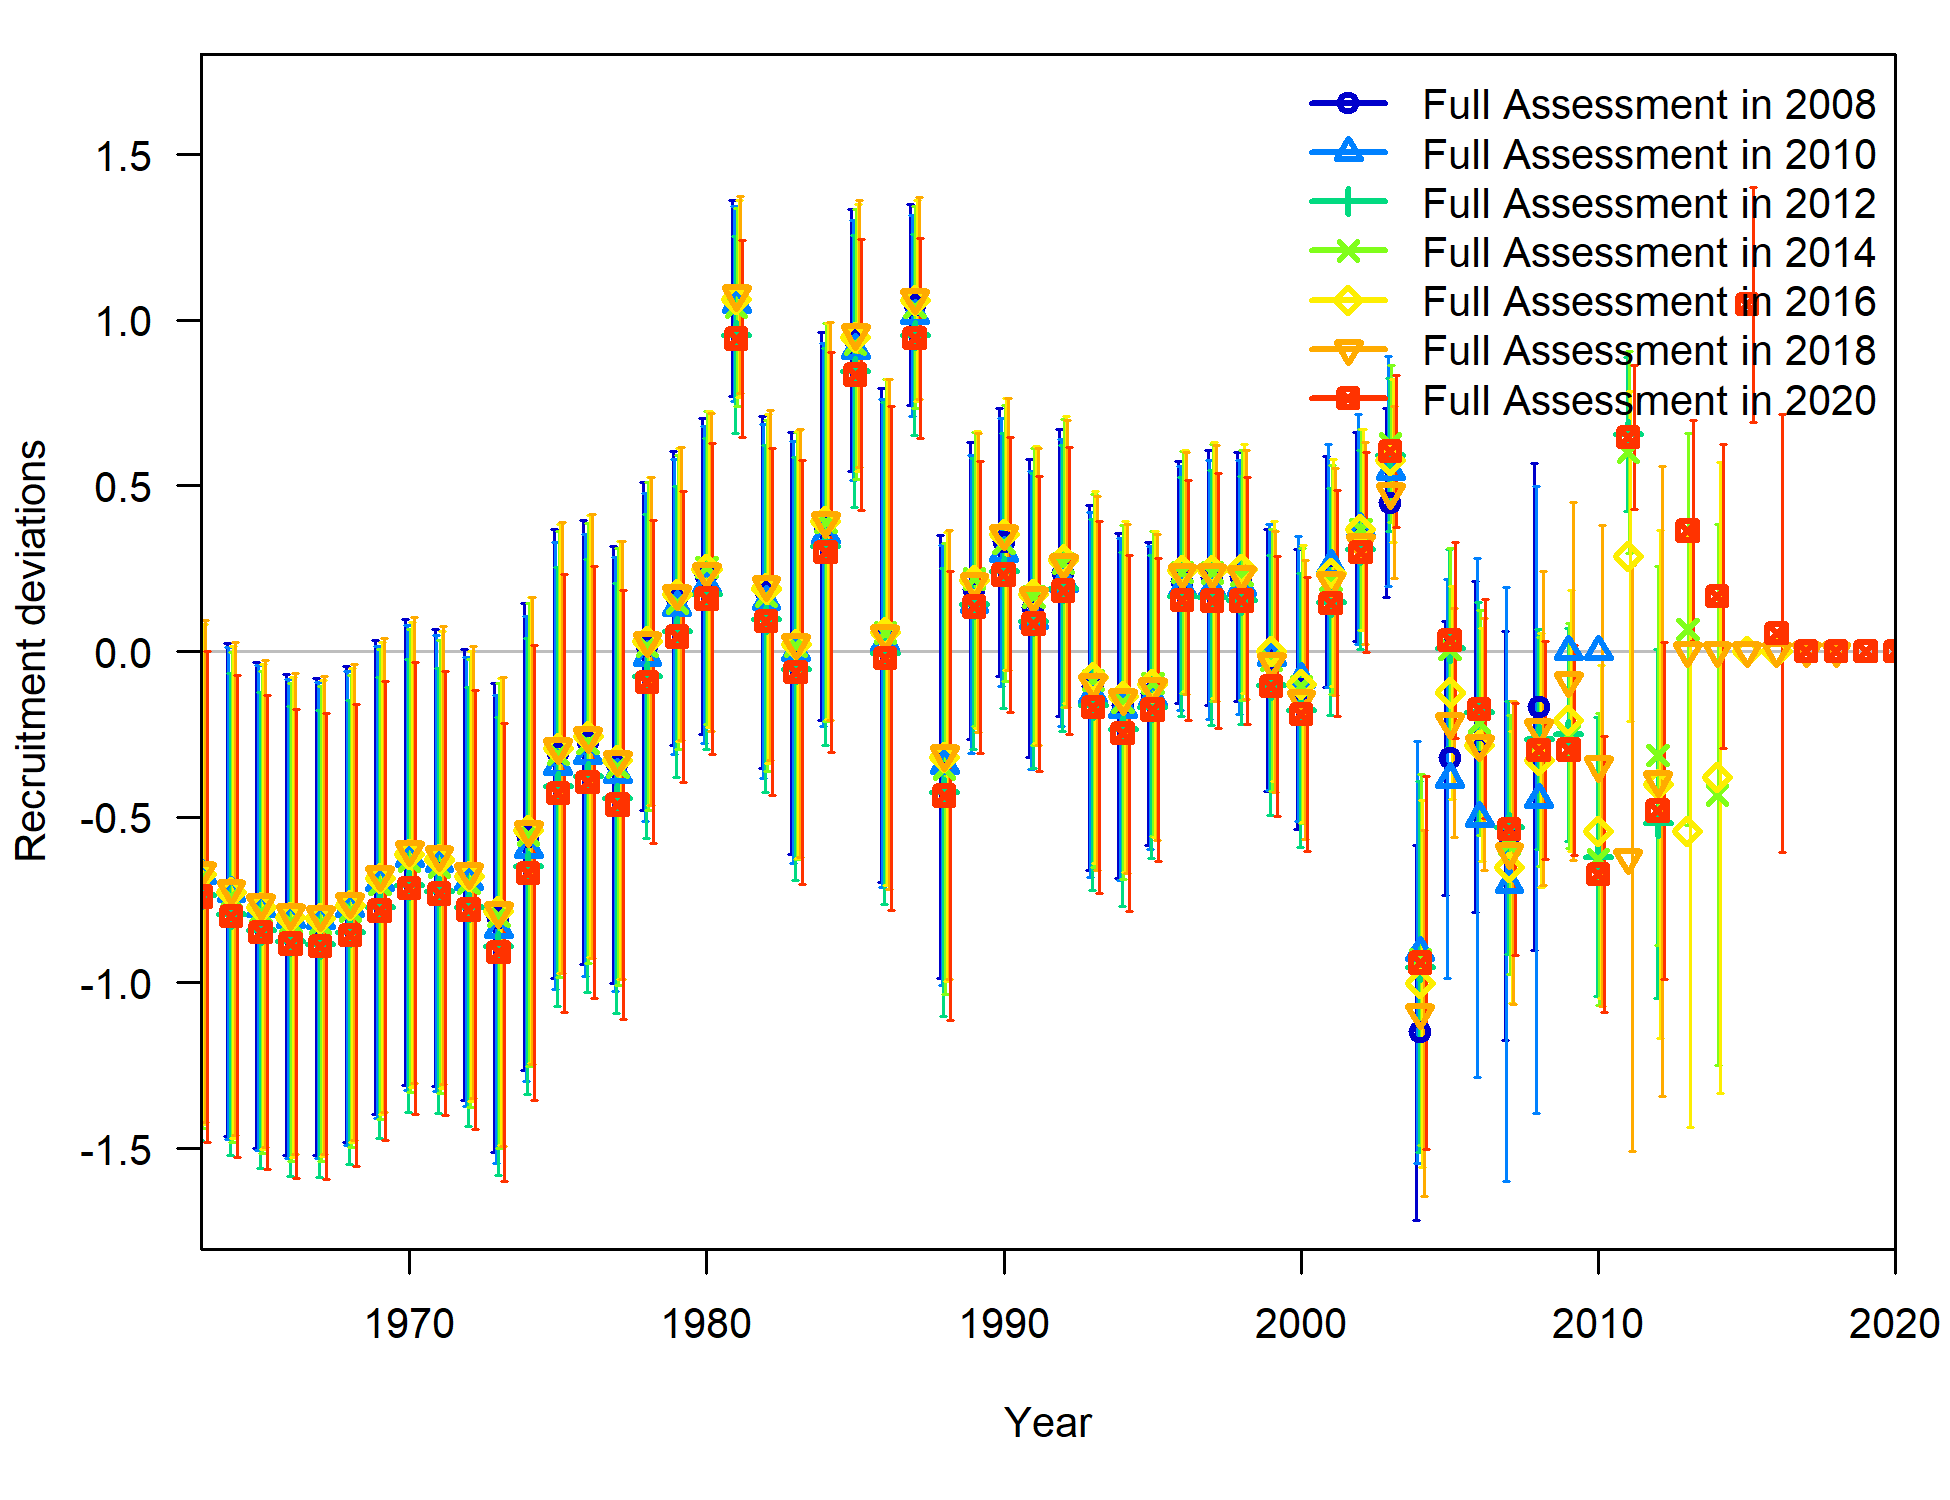 Full Assessment in 2008
Full Assessment in 2010
Full Assessment in 2012
Full Assessment in 2014
Full Assessment in 2016
Full Assessment in 2018
Full Assessment in 2020
1.5
1.0
0.5
0.0
-0.5
-1.0
-1.5
Recruitment deviations
1970
1980
1990
2000
2010
2020
Year